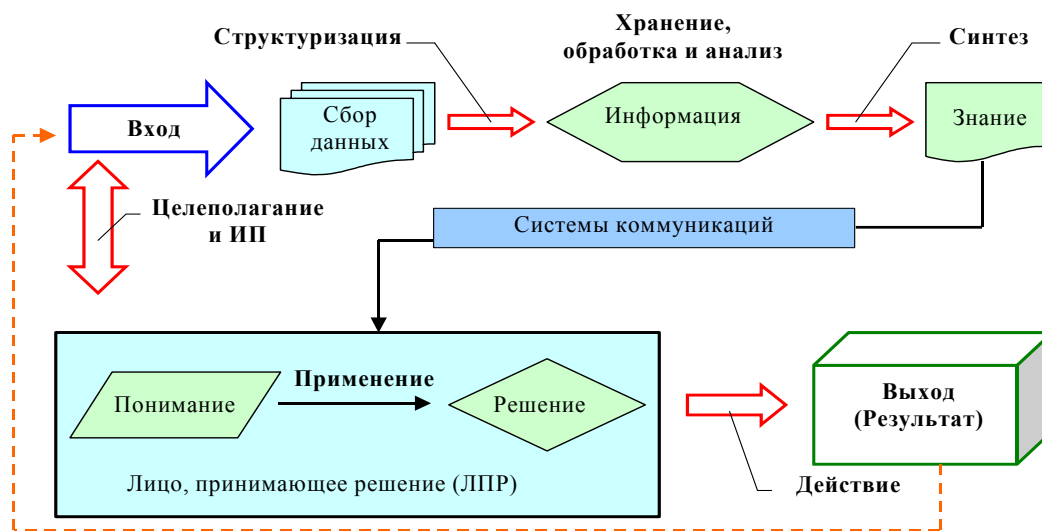 Структуризация
Хранение,
обработка и анализ
Синтез
Вход
Сбор
данных
Информация
Знание
Целеполагание
и ИП
Системы коммуникаций
Понимание
Применение
Решение
Лицо, принимающее решение (ЛПР)
Выход
(Результат)
Действие